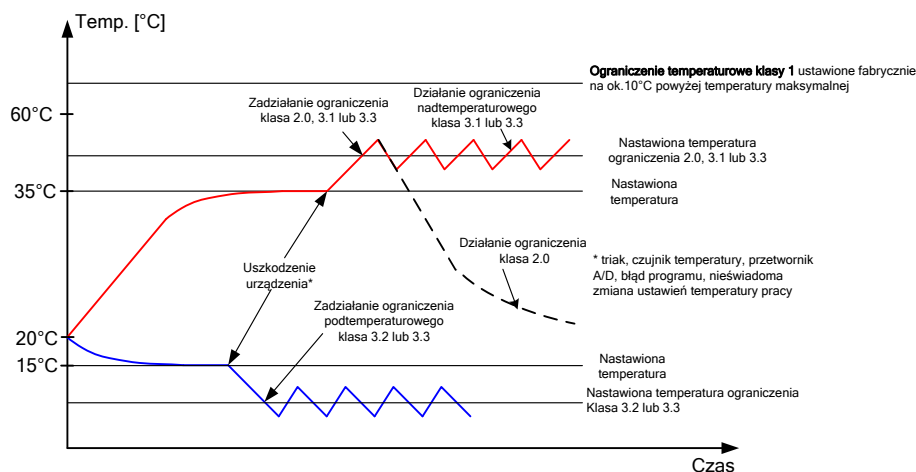 Temp. [°C]
Ograniczenie temperaturowe klasy 1 ustawione fabrycznie
na ok.10°C powyżej temperatury maksymalnej
Zadziałanie ograniczenia
klasa 2.0, 3.1 lub 3.3
Działanie ograniczenia
nadtemperaturowego
klasa 3.1 lub 3.3
60°C
Nastawiona temperatura
ograniczenia 2.0, 3.1 lub 3.3
35°C
Nastawiona
temperatura
Działanie ograniczenia
klasa 2.0
* triak, czujnik temperatury, przetwornik
A/D, błąd programu, nieświadoma
zmiana ustawień temperatury pracy
Uszkodzenie
urządzenia*
Zadziałanie ograniczenia
podtemperaturowego
klasa 3.2 lub 3.3
20°C
15°C
Nastawiona
temperatura
Nastawiona temperatura ograniczenia
Klasa 3.2 lub 3.3
Czas